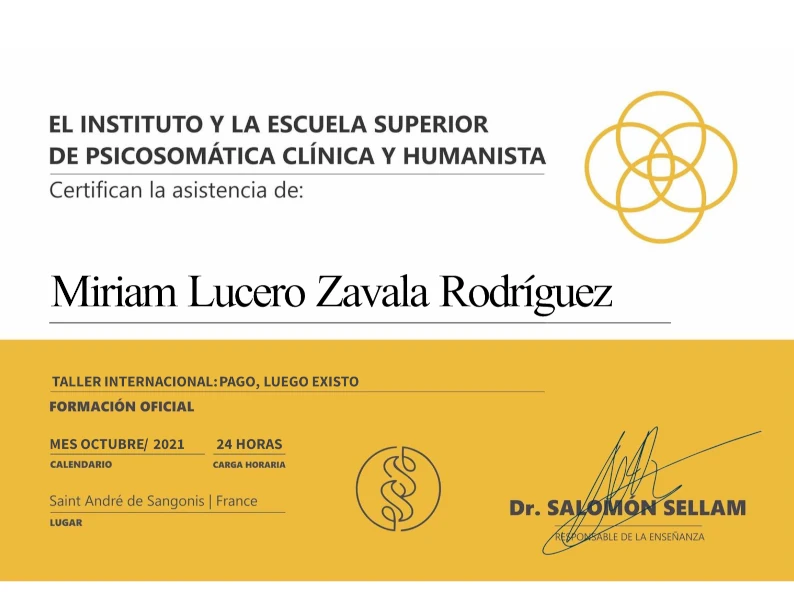 EL INSTITUTO Y LA ESCUELA SUPERIOR
DE PSICOSOMÁTICA CLÍNICA Y HUMANISTA
Certifican la asistencia de:
Miriam Lucero Zavala Rodríguez
TALLER INTERNACIONAL: PAGO, LUEGO EXISTO
FORMACIÓN OFICIAL
MES OCTUBRE/ 2021 24 HORAS
CALENDARIO CARGA HORARIA
Saint André de Sangonis | France
LUGAR
Dr. SALOMÓN SELLAM
RESPONSABLE DE LA ENSEÑANZA